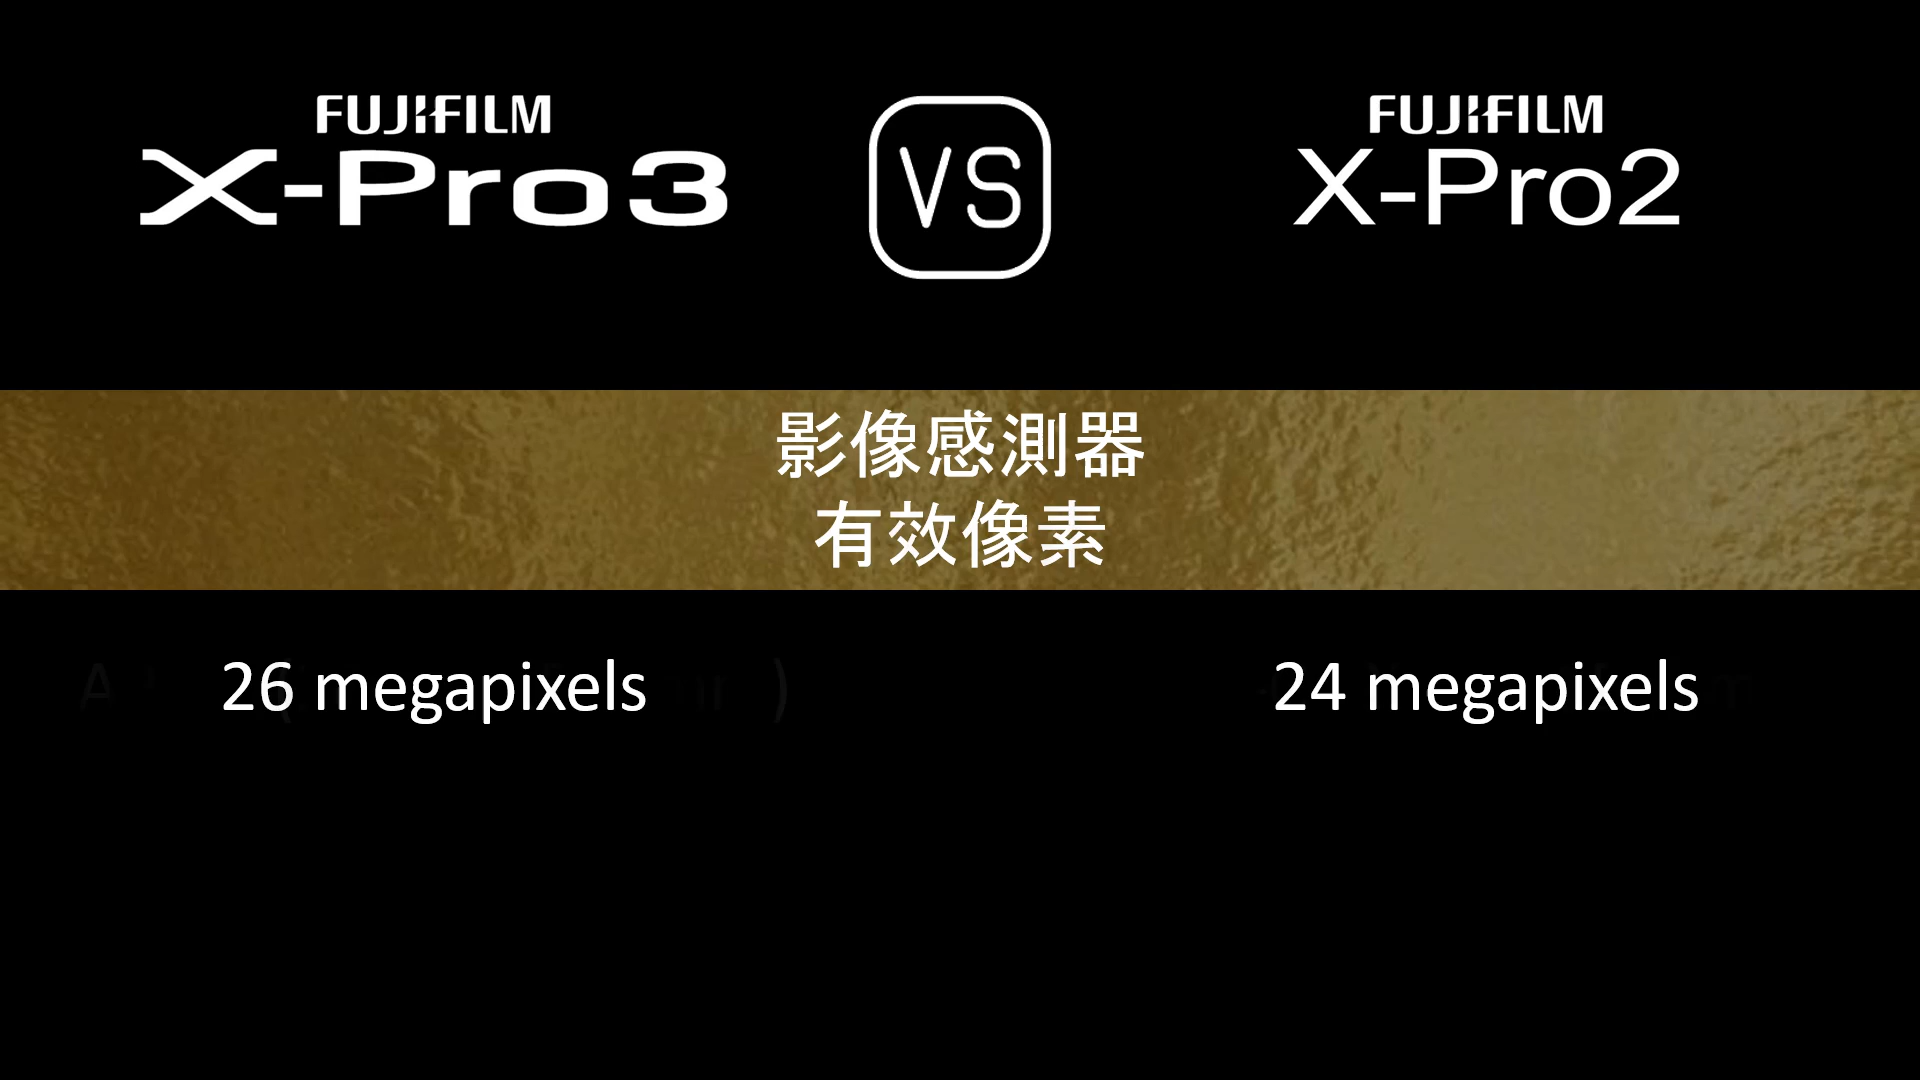 FUJIFILM
X-Pro3
VS
FUJIFILM
X-Pro2
影像感測器
有效像素
26 megapixels
24 megapixels